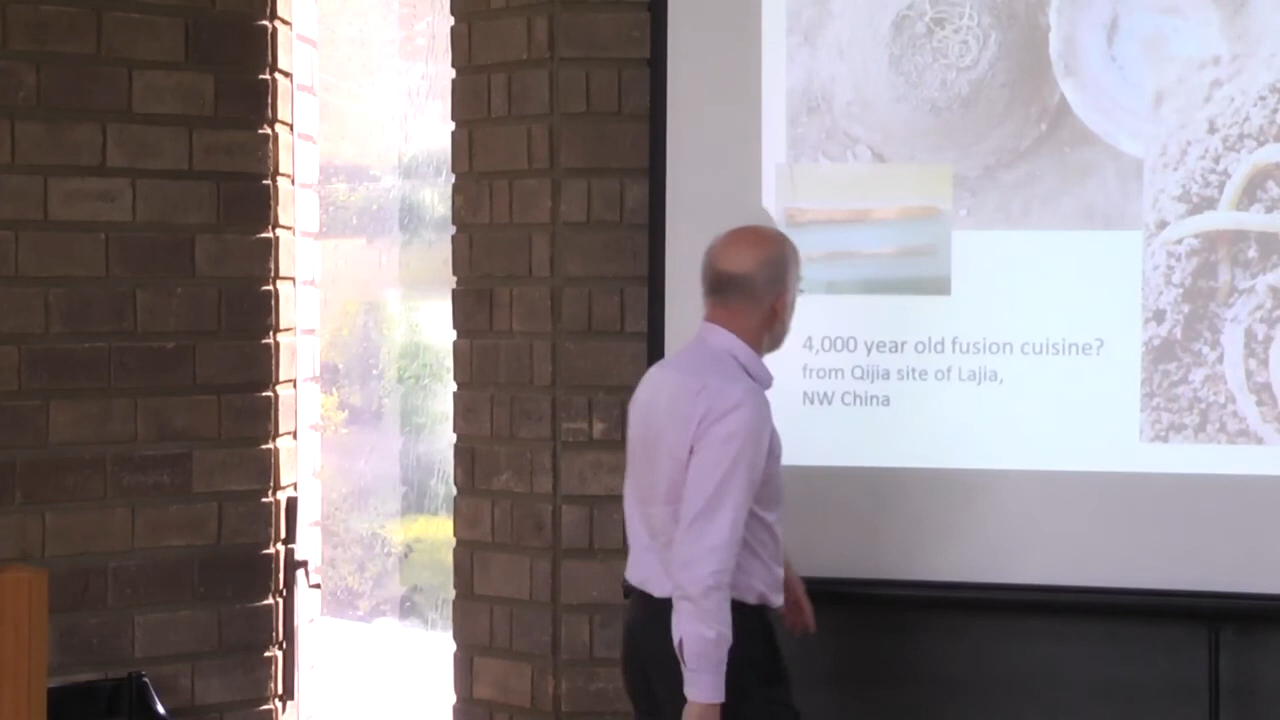 4,000 year old fusion cuisine?
from Qijia site of Lajia,
NW China